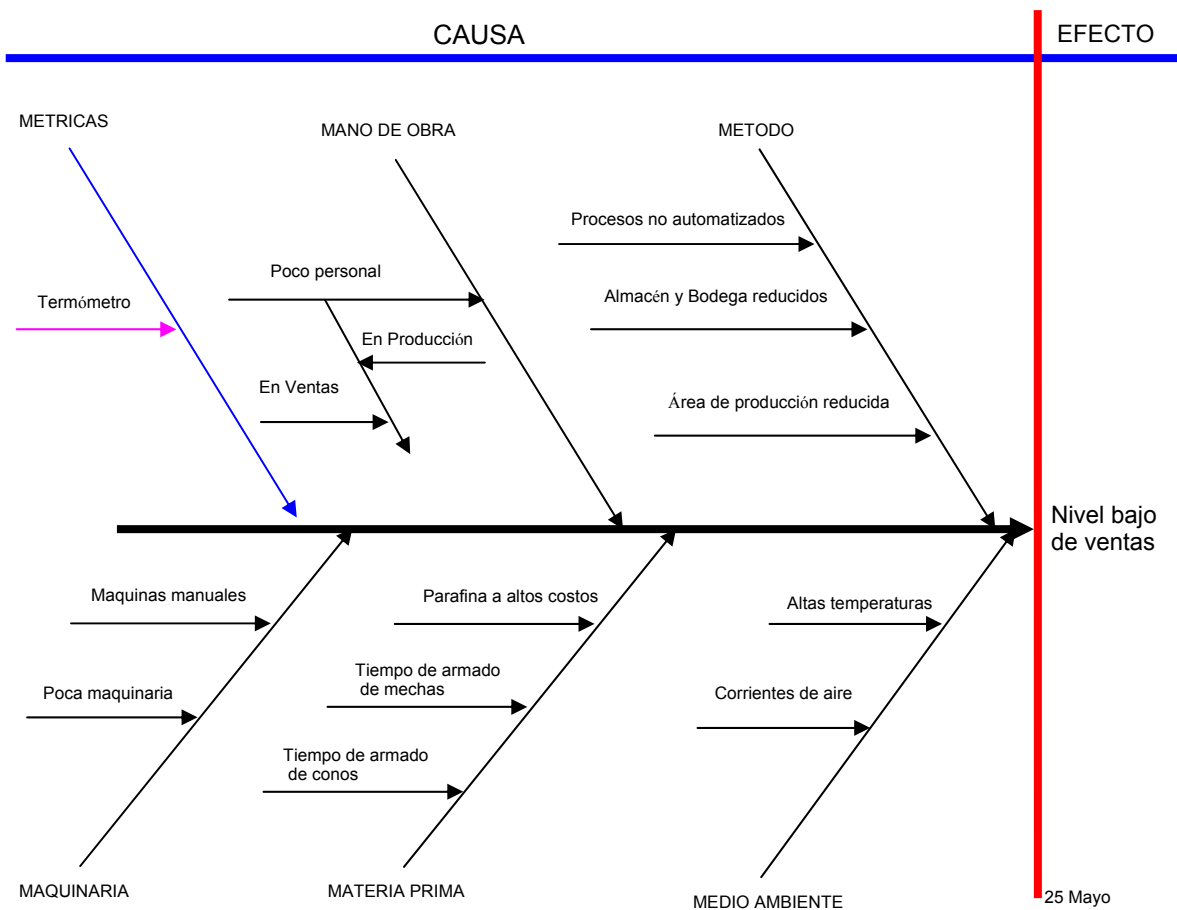 CAUSA
EFECTO
METRICAS
MANO DE OBRA
METODO
Procesos no automatizados
Poco personal
Almacén y Bodega reducidos
Termómetro
En Producción
En Ventas
Área de producción reducida
Nivel bajo
de ventas
Maquinas manuales
Parafina a altos costos
Altas temperaturas
Tiempo de armado
de mechas
Poca maquinaria
Corrientes de aire
Tiempo de armado
de conos
MAQUINARIA
MATERIA PRIMA
MEDIO AMBIENTE
25 Mayo